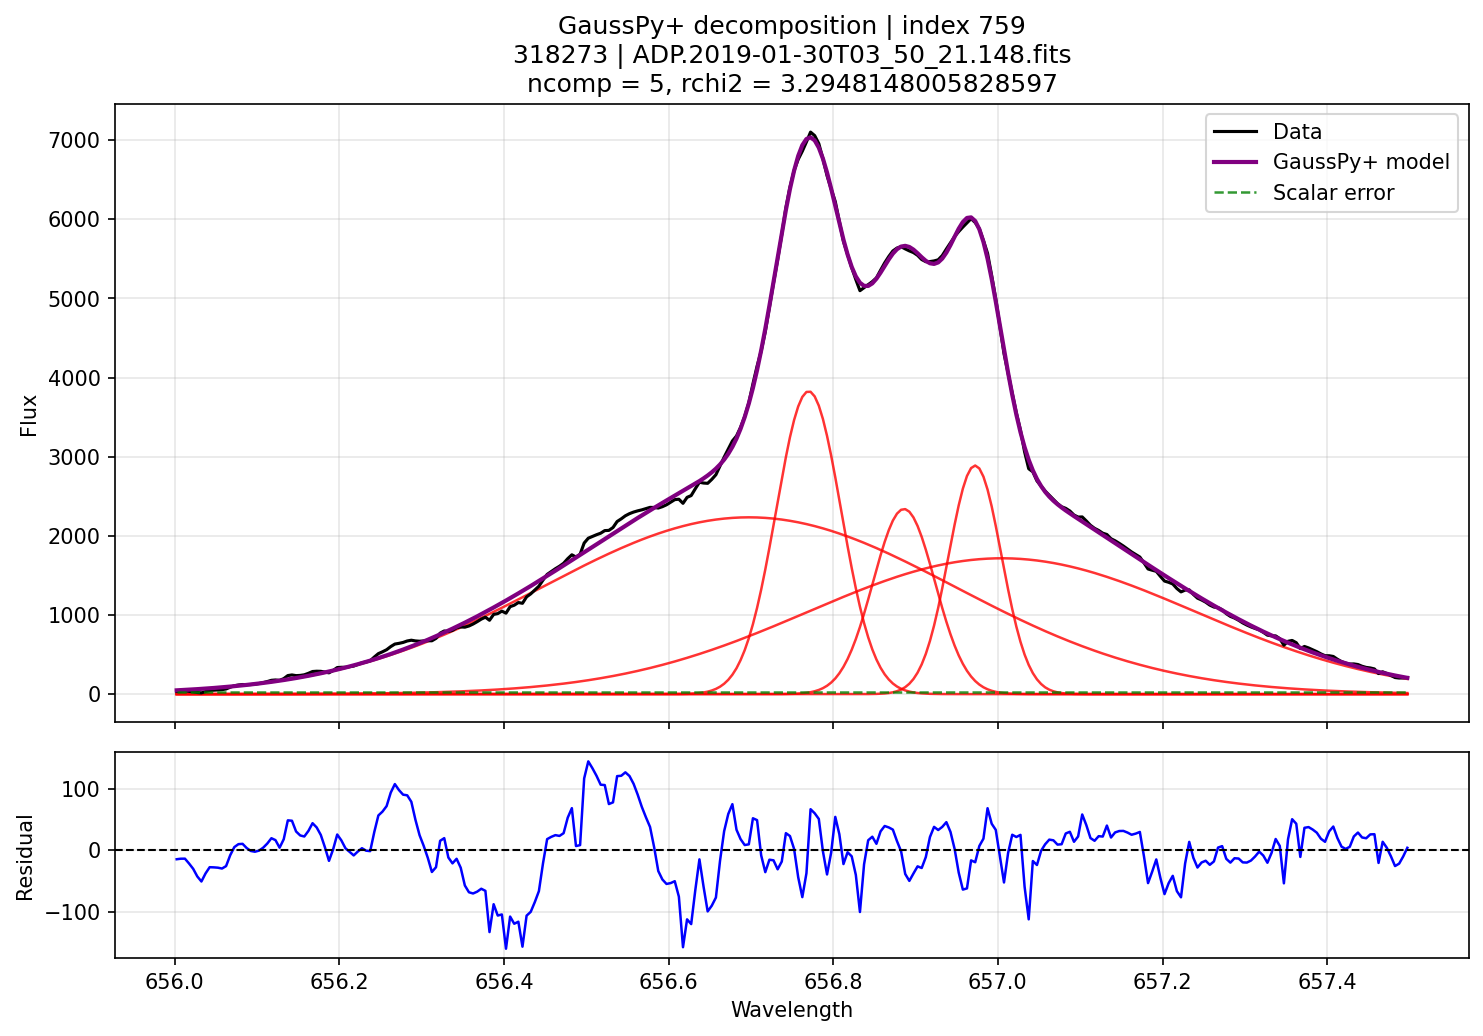 GaussPy+ decomposition | index 759
318273 | ADP.2019-01-30T03_50_21.148.fits
ncomp = 5, rchi2 = 3.2948148005828597
Data
GaussPy+ model
Scalar error
Flux
7000
6000
5000
4000
3000
2000
1000
0
Residual
100
0
−100
656.0
656.2
656.4
656.6
656.8
657.0
657.2
657.4
Wavelength